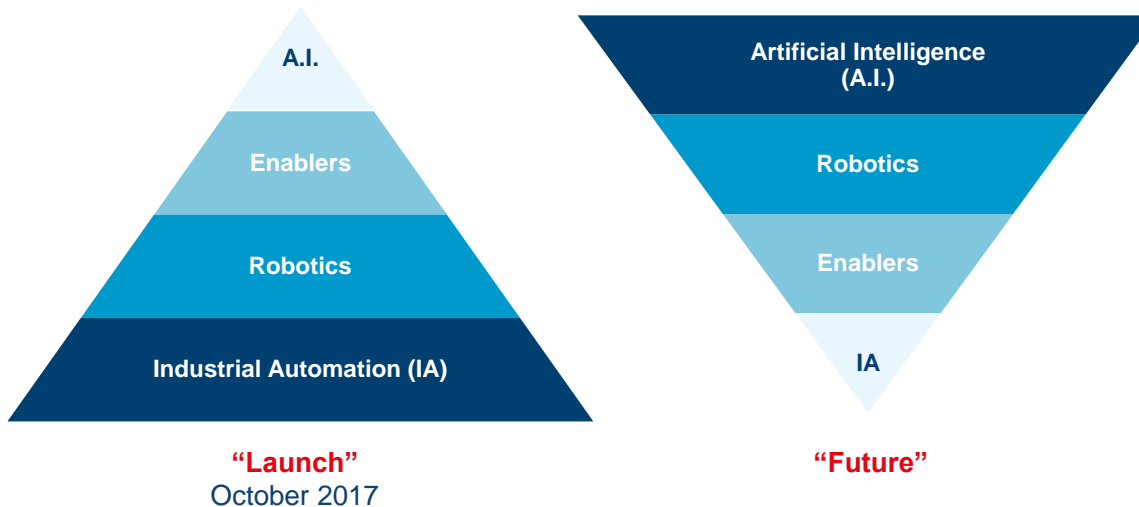 A.I.
Enablers
Robotics
Industrial Automation (IA)
“Launch”
October 2017
Artificial Intelligence
(A.I.)
Robotics
Enablers
IA
“Future”